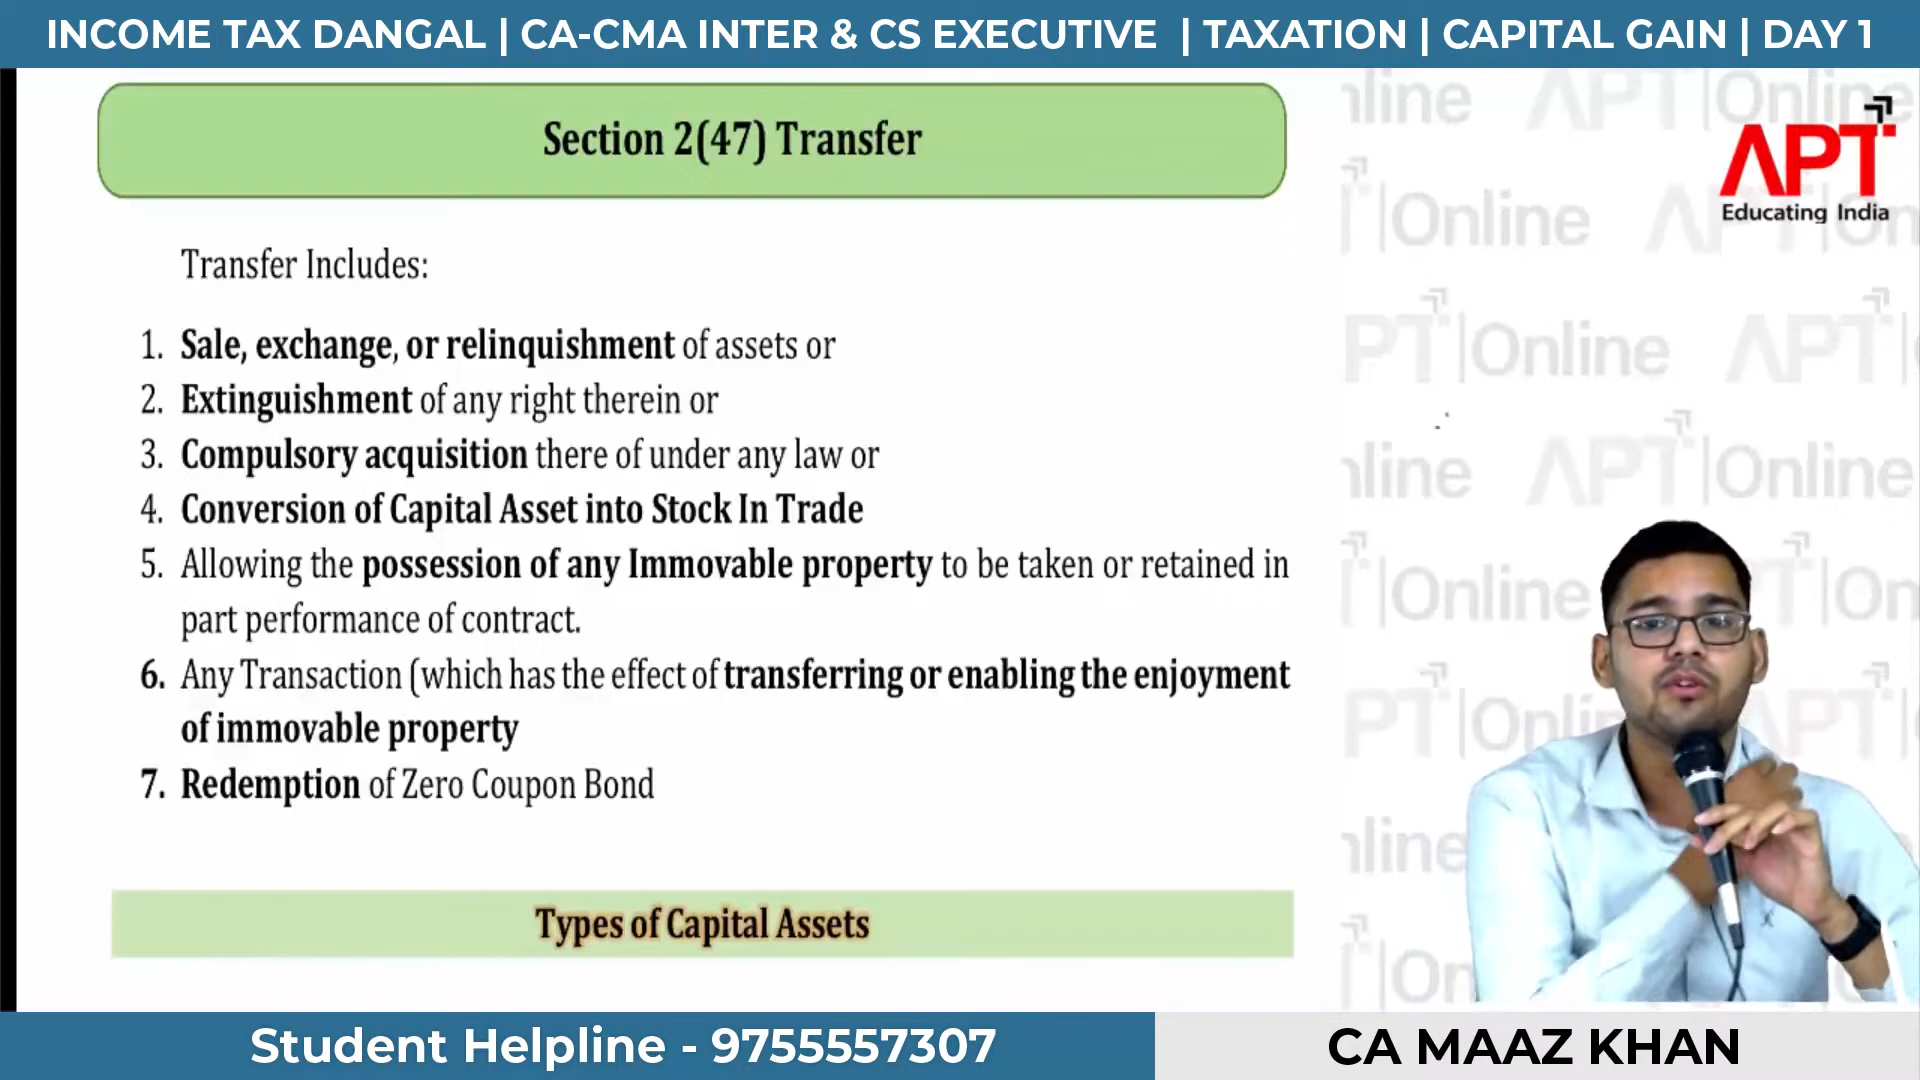 INCOME TAX DANGAL | CA-CMA INTER & CS EXECUTIVE | TAXATION | CAPITAL GAIN | DAY 1
Section 2(47) Transfer
APT
Educating India
Transfer Includes:
1. Sale, exchange, or relinquishment of assets or
2. Extinguishment of any right therein or
3. Compulsory acquisition there of under any law or
4. Conversion of Capital Asset into Stock In Trade
5. Allowing the possession of any Immovable property to be taken or retained in
part performance of contract.
6. Any Transaction (which has the effect of transferring or enabling the enjoyment
of immovable property
7. Redemption of Zero Coupon Bond
Types of Capital Assets
Student Helpline - 9755557307
CA MAAZ KHAN